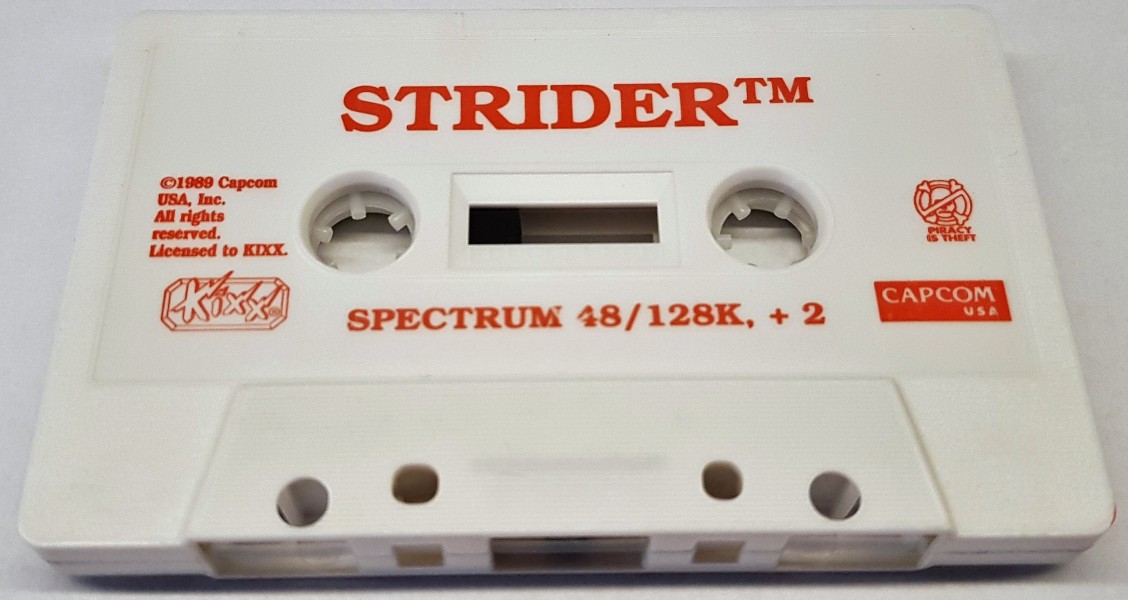 STRIDER™
©1989 Capcom
USA, Inc.
All rights
reserved.
Licensed to KIXX.
Kixx®
SPECTRUM 48/128K, + 2
PIRACY
IS THEFT
CAPCOM
USA